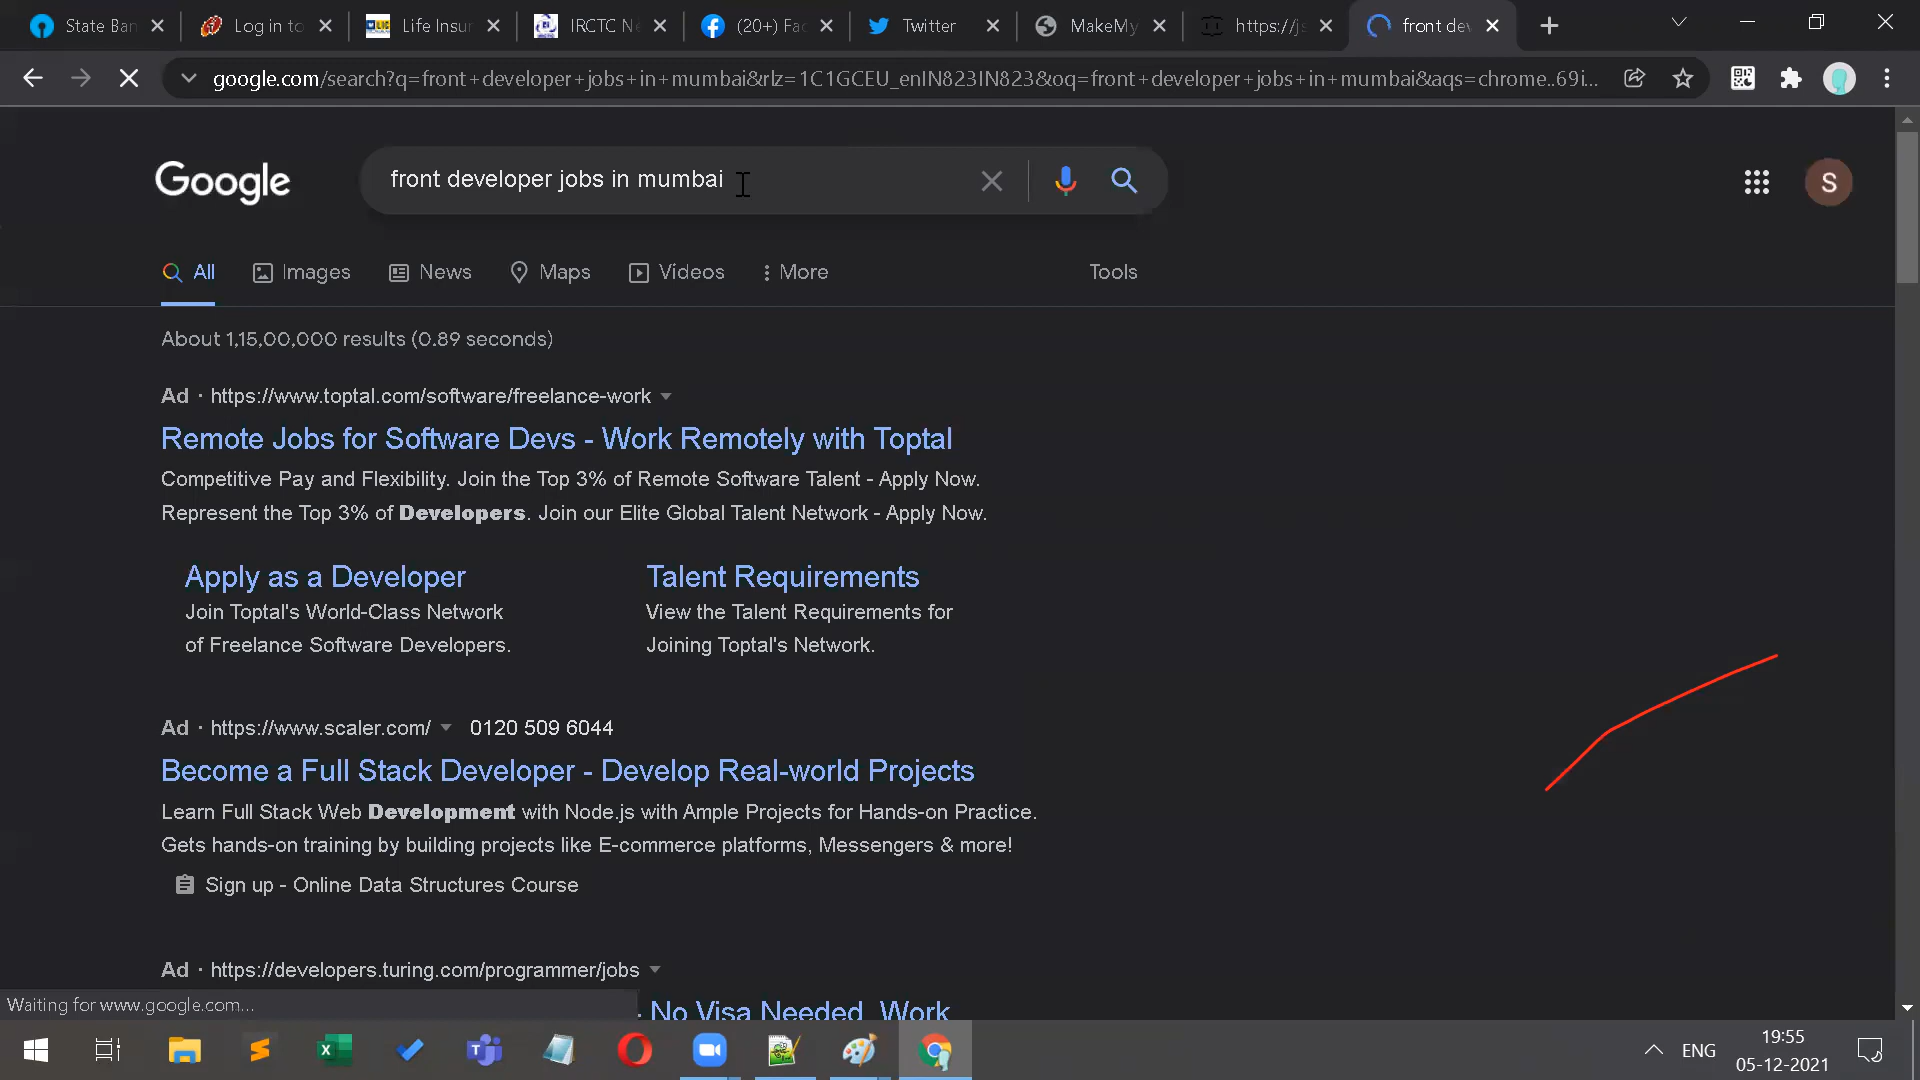 State Ban
Log in to
Life Insur
IRCTC Ne
(20+) Fac
Twitter
MakeMy
https://js
front dev
google.com/search?q=front+developer+jobs+in+mumbai&rlz=1C1GCEU_enIN823IN823&oq=front+developer+jobs+in+mumbai&aqs=chrome..69i...
Google
front developer jobs in mumbai
S
All
Images
News
Maps
Videos
More
Tools
About 1,15,00,000 results (0.89 seconds)
Ad · https://www.toptal.com/software/freelance-work
Remote Jobs for Software Devs - Work Remotely with Toptal
Competitive Pay and Flexibility. Join the Top 3% of Remote Software Talent - Apply Now.
Represent the Top 3% of Developers. Join our Elite Global Talent Network - Apply Now.
Apply as a Developer
Join Toptal's World-Class Network
of Freelance Software Developers.
Talent Requirements
View the Talent Requirements for
Joining Toptal's Network.
Ad · https://www.scaler.com/ 0120 509 6044
Become a Full Stack Developer - Develop Real-world Projects
Learn Full Stack Web Development with Node.js with Ample Projects for Hands-on Practice.
Gets hands-on training by building projects like E-commerce platforms, Messengers & more!
Sign up - Online Data Structures Course
Ad · https://developers.turing.com/programmer/jobs
No Visa Needed, Work
Waiting for www.google.com...
ENG
19:55
05-12-2021